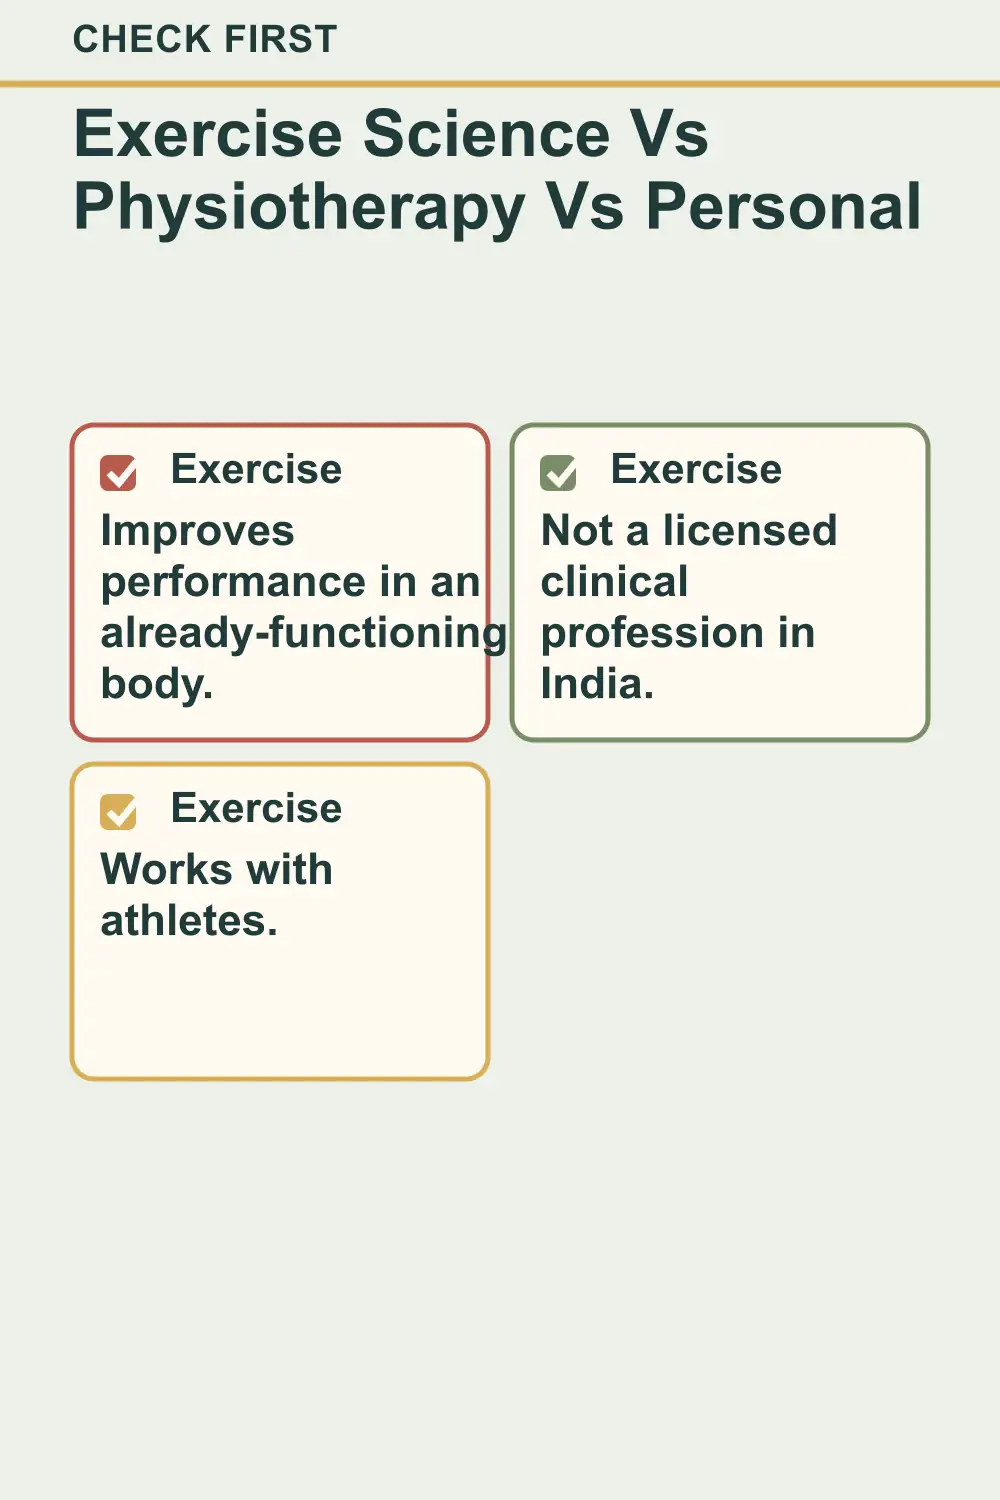 CHECK FIRST
Exercise Science Vs
Physiotherapy Vs Personal
Exercise
Improves
performance in an
already-functioning
body.
Exercise
Not a licensed
clinical
profession in
India.
Exercise
Works with
athletes.